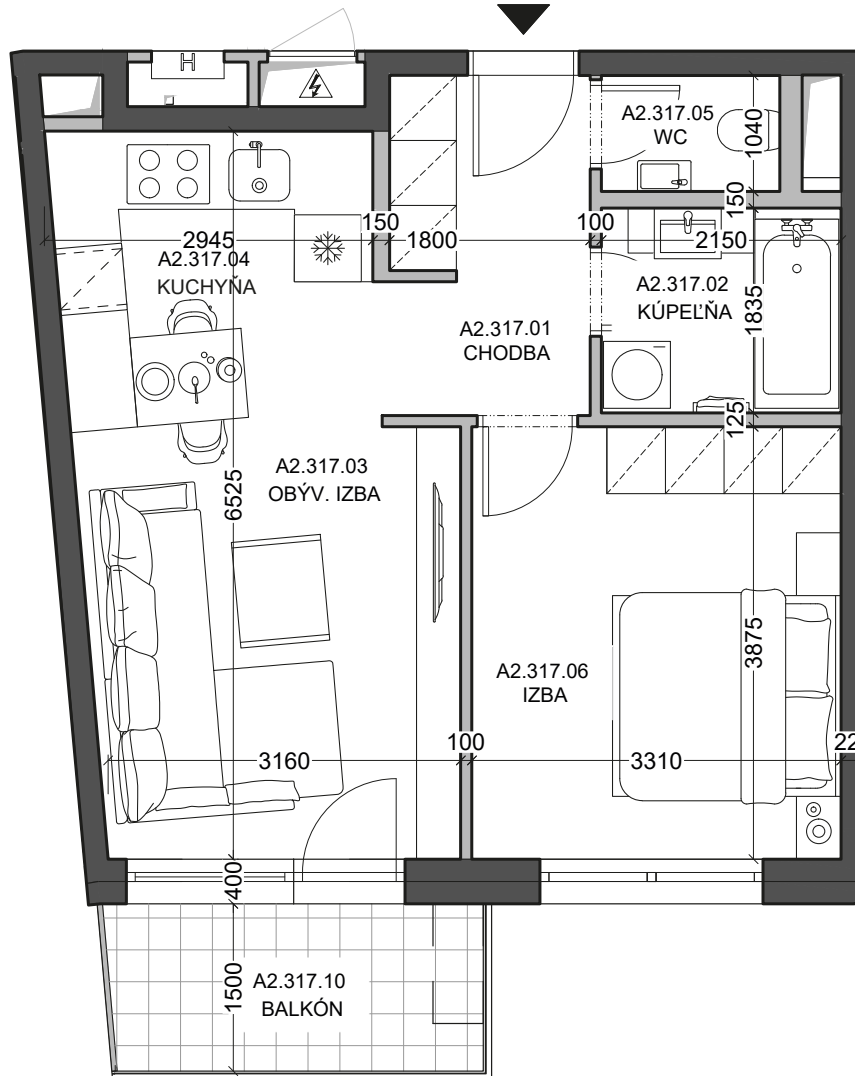 H
A2.317.05
WC
1040
150
150
100
2945
1800
2150
A2.317.04
KUCHYŇA
A2.317.02
KÚPEĽŇA
1835
A2.317.01
CHODBA
125
A2.317.03
OBÝV. IZBA
6525
A2.317.06
IZBA
3875
3160
100
3310
22
400
A2.317.10
BALKÓN
1500